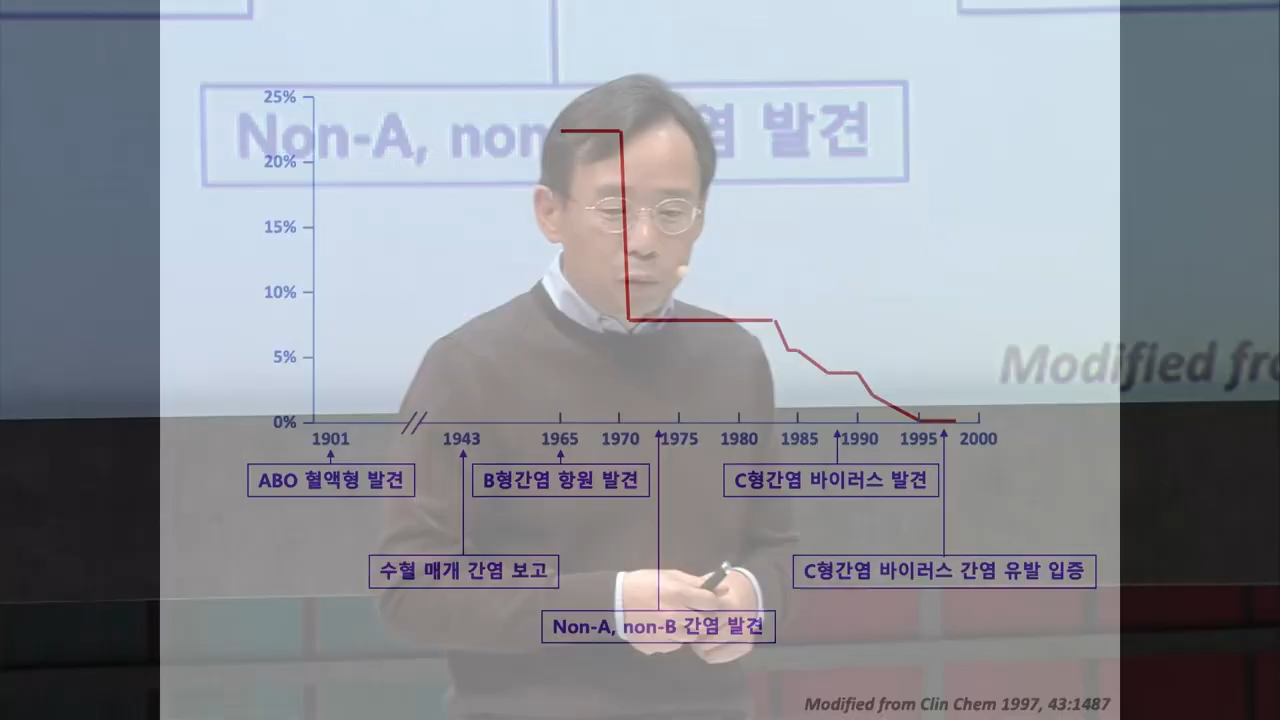 Non-A, non 염 발견
25%
20%
15%
10%
5%
0%
1901 1943 1965 1970 1975 1980 1985 1990 1995 2000
ABO 혈액형 발견
B형간염 항원 발견
C형간염 바이러스 발견
수혈 매개 간염 보고
C형간염 바이러스 간염 유발 입증
Non-A, non-B 간염 발견
Modified fro
Modified from Clin Chem 1997, 43:1487